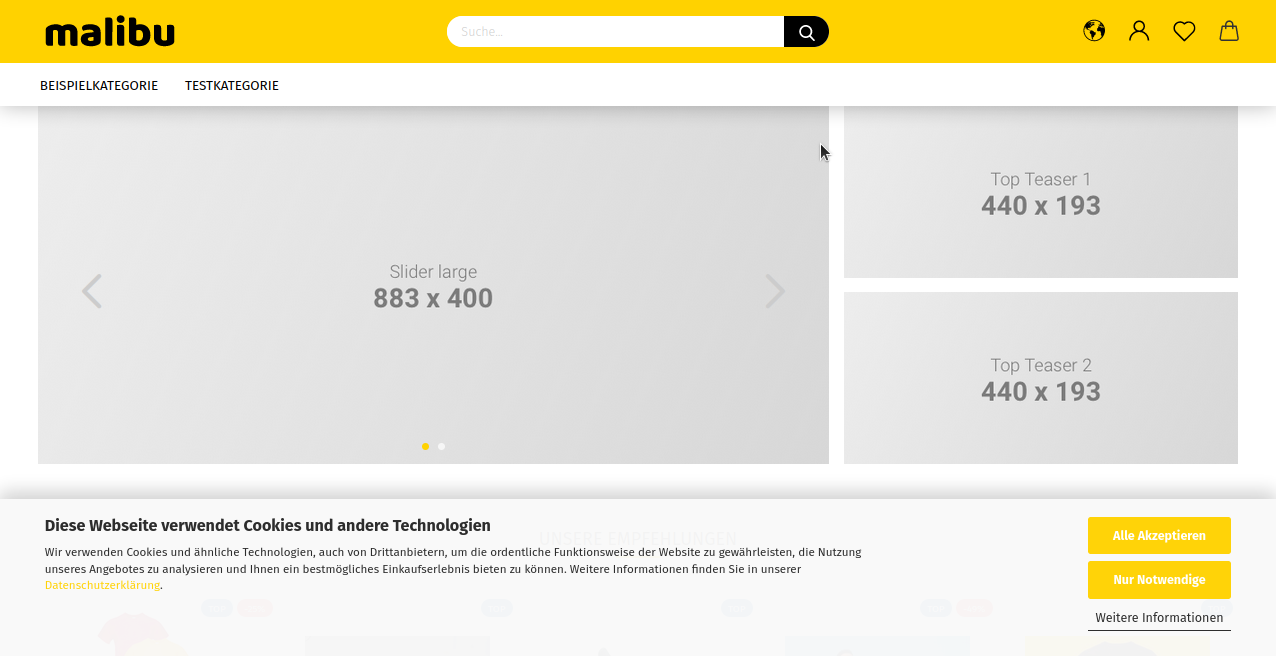 malibu
Suche...
BEISPIELKATEGORIE TESTKATEGORIE
Slider large
883 x 400
Top Teaser 1
440 x 193
Top Teaser 2
440 x 193
UNSERE EMPFEHLUNGEN
Diese Webseite verwendet Cookies und andere Technologien
Wir verwenden Cookies und ähnliche Technologien, auch von Drittanbietern, um die ordentliche Funktionsweise der Website zu gewährleisten, die Nutzung
unseres Angebotes zu analysieren und Ihnen ein bestmögliches Einkaufserlebnis bieten zu können. Weitere Informationen finden Sie in unserer
Datenschutzerklärung.
Alle Akzeptieren
Nur Notwendige
Weitere Informationen